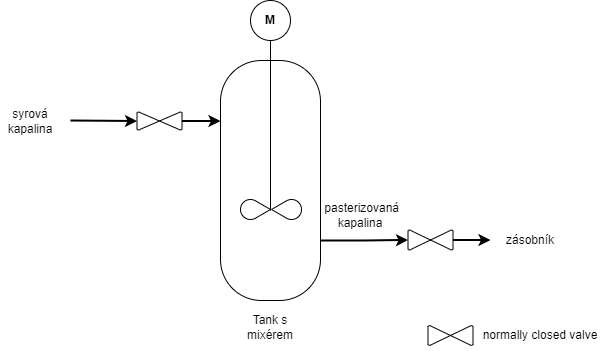 M
syrová
kapalina
pasterizovaná
kapalina
zásobník
Tank s
mixérem
normally closed valve